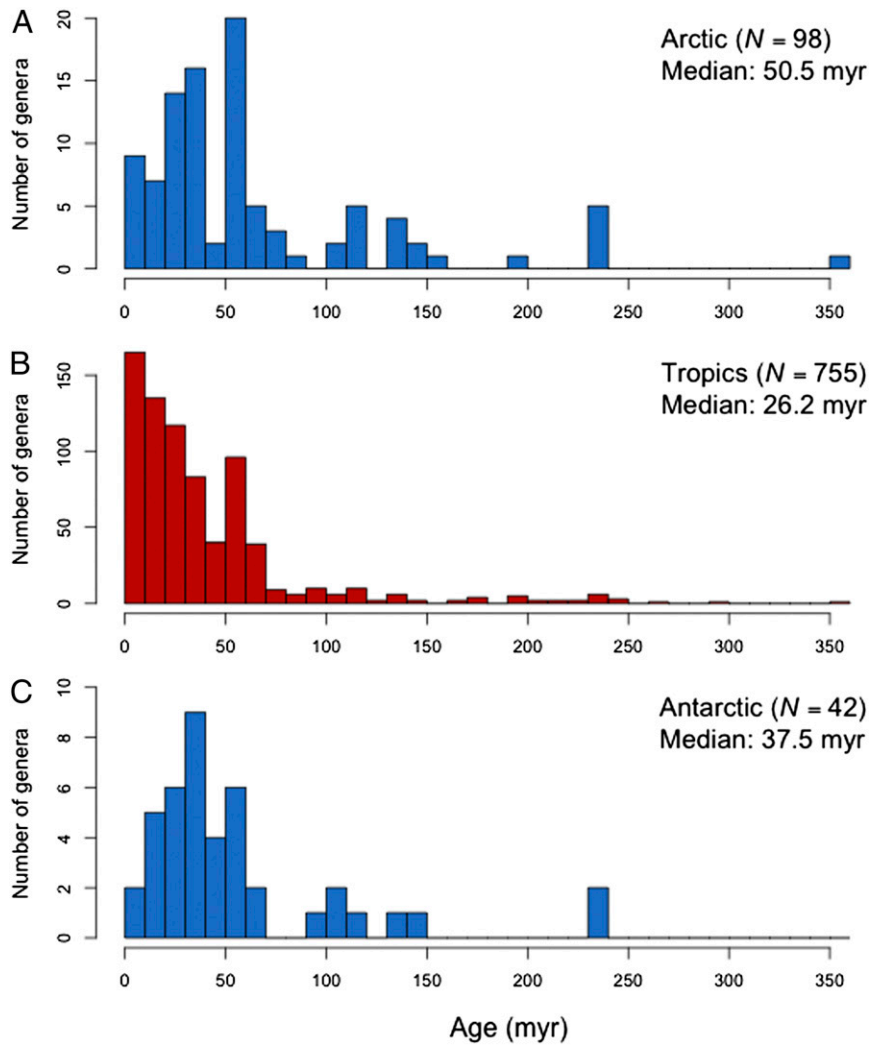 A
Number of genera
0 5 10 15 20
Arctic (N = 98)
Median: 50.5 myr
0 50 100 150 200 250 300 350
B
Number of genera
0 50 100 150
Tropics (N = 755)
Median: 26.2 myr
0 50 100 150 200 250 300 350
C
Number of genera
0 2 4 6 8 10
Antarctic (N = 42)
Median: 37.5 myr
0 50 100 150 200 250 300 350
Age (myr)